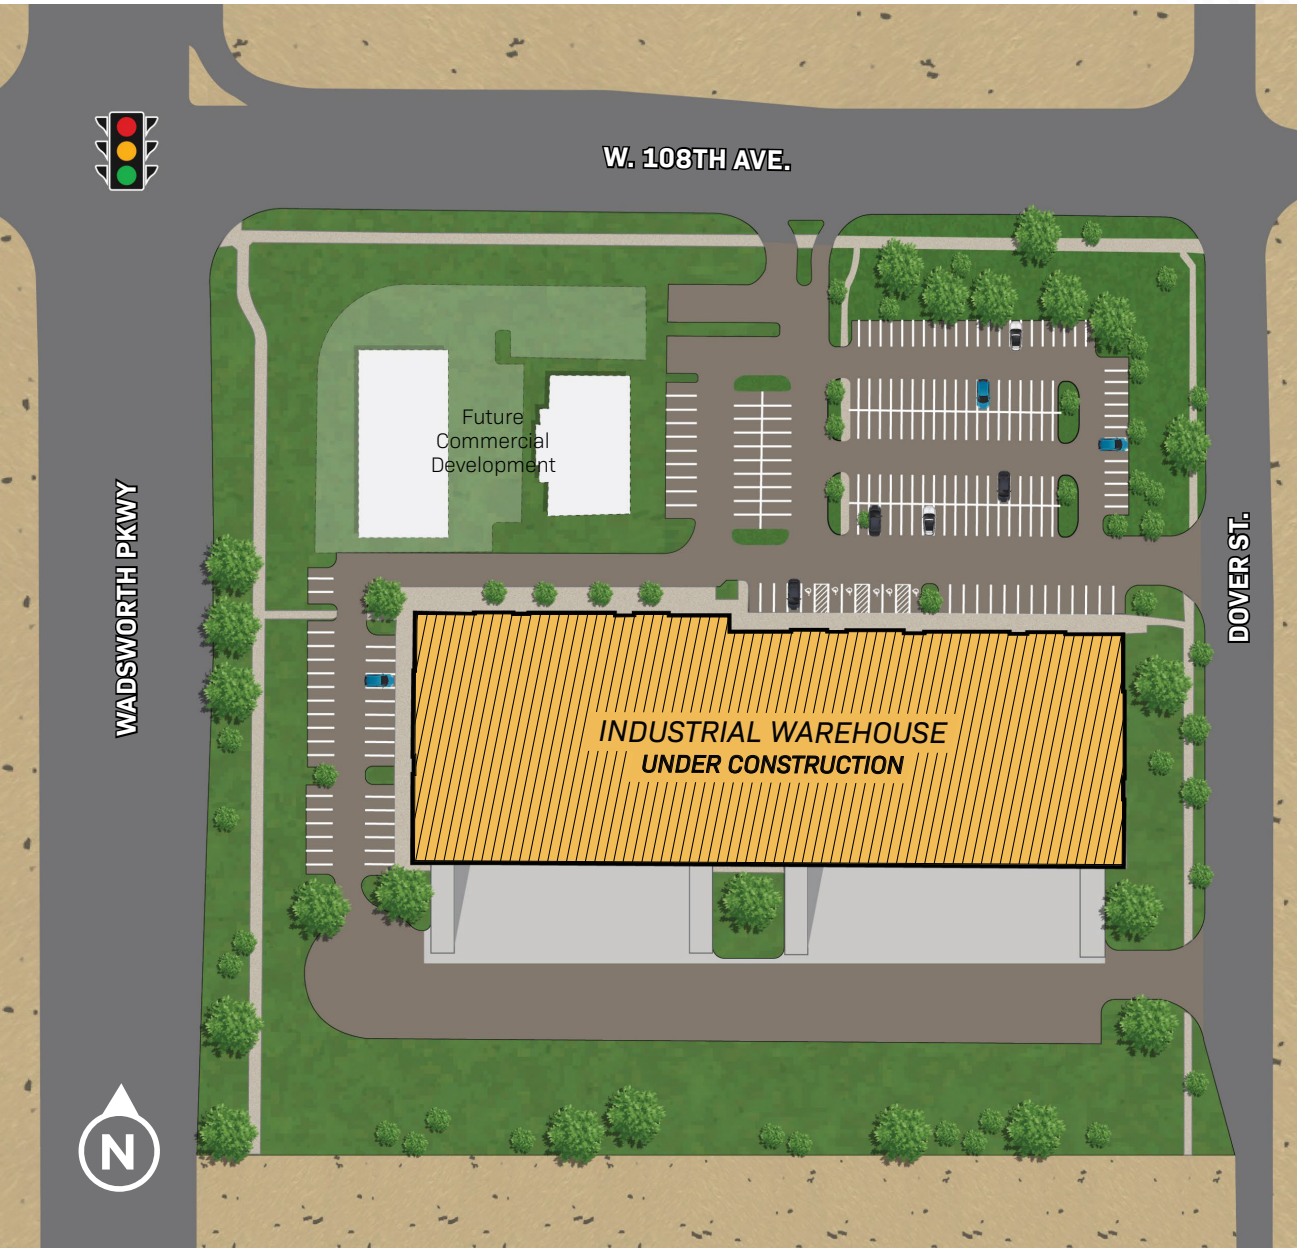 W. 108TH AVE.
Future
Commercial
Development
WADSWORTH PKWY
DOVER ST.
INDUSTRIAL WAREHOUSE
UNDER CONSTRUCTION
N